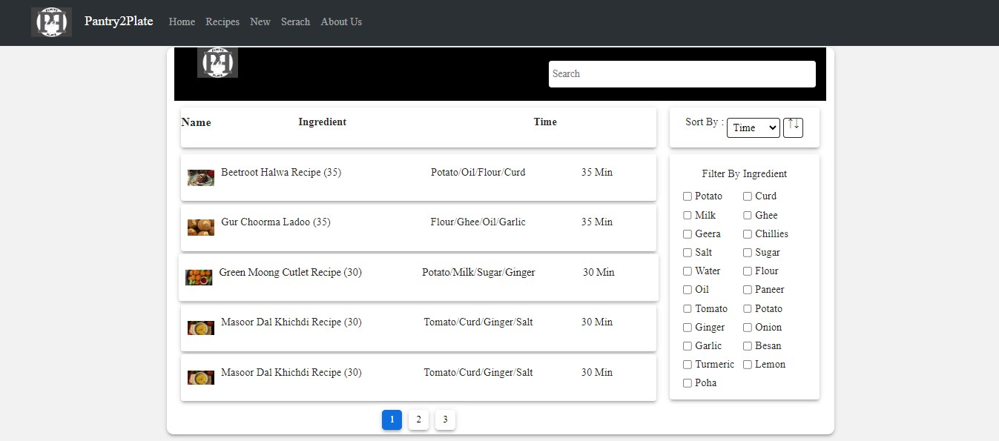 Pantry2Plate Home Recipes New Serach About Us
Search
Name Ingredient Time
Sort By : Time ↑↓
Beetroot Halwa Recipe (35) Potato/Oil/Flour/Curd 35 Min
Gur Choorma Ladoo (35) Flour/Ghee/Oil/Garlic 35 Min
Green Moong Cutlet Recipe (30) Potato/Milk/Sugar/Ginger 30 Min
Masoor Dal Khichdi Recipe (30) Tomato/Curd/Ginger/Salt 30 Min
Masoor Dal Khichdi Recipe (30) Tomato/Curd/Ginger/Salt 30 Min
Filter By Ingredient
Potato Curd
Milk Ghee
Geera Chillies
Salt Sugar
Water Flour
Oil Paneer
Tomato Potato
Ginger Onion
Garlic Besan
Turmeric Lemon
Poha
1 2 3